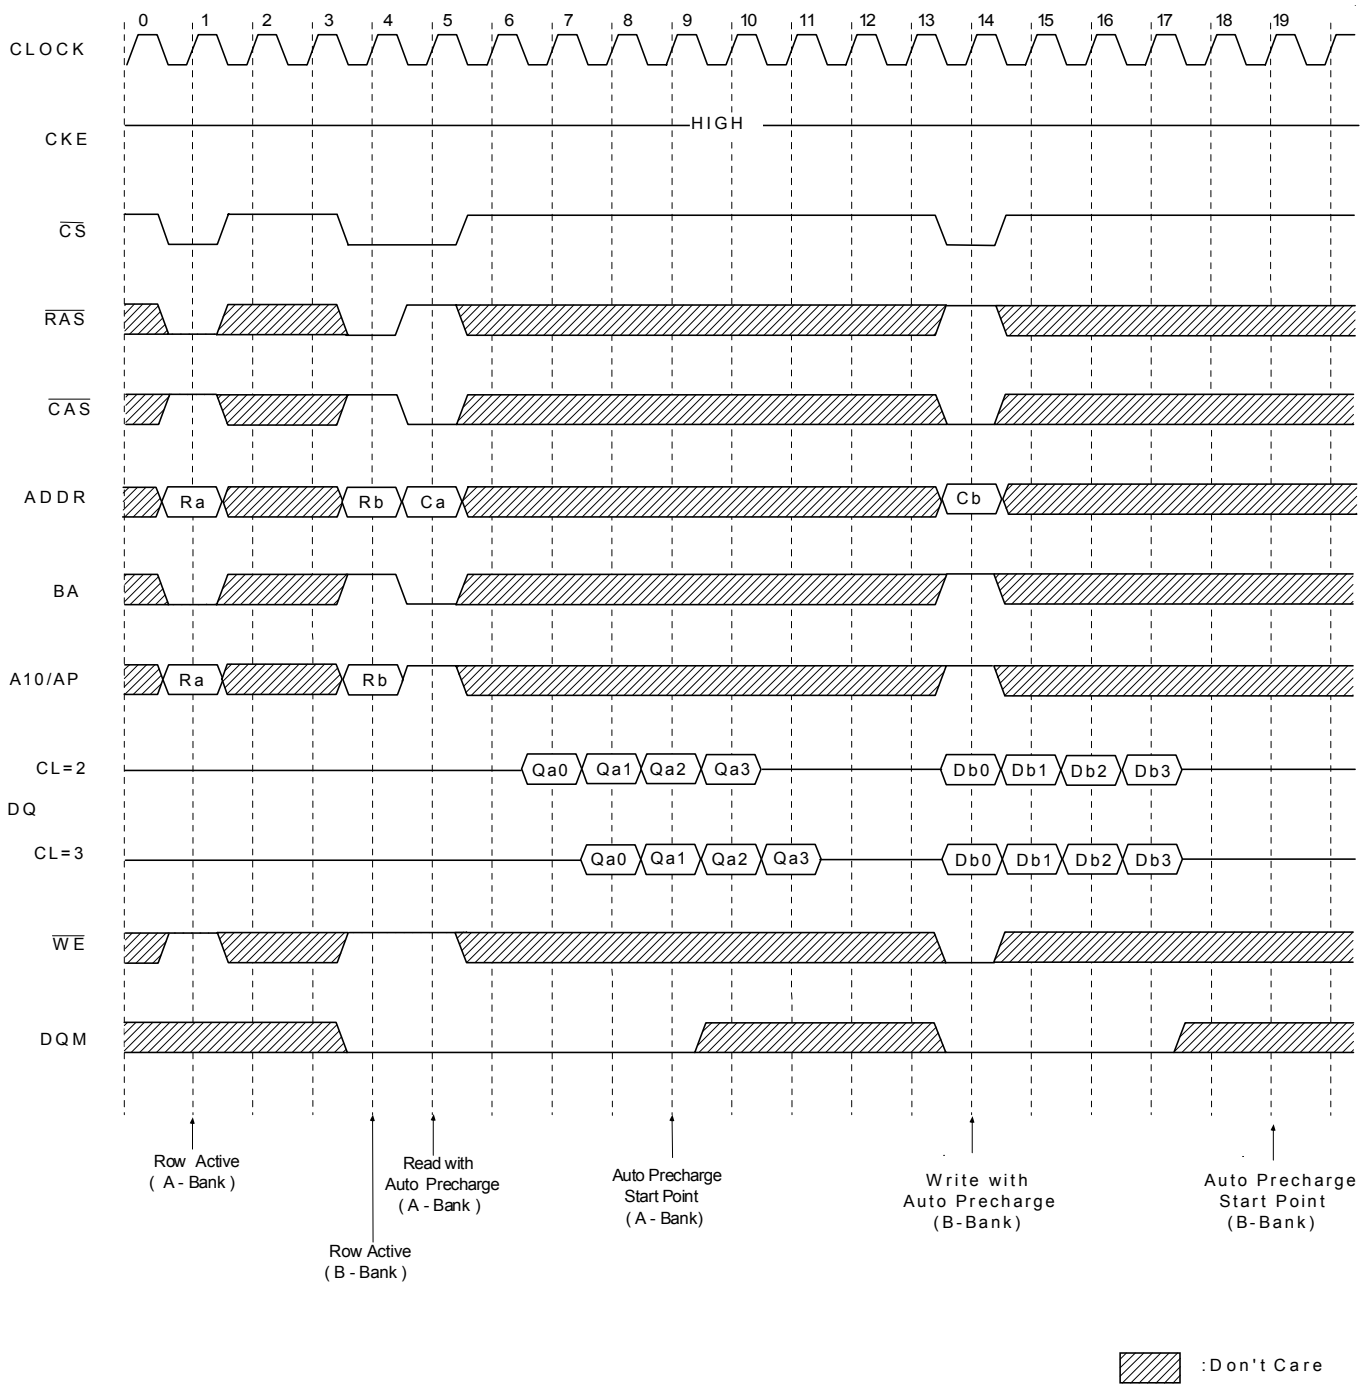 0 1 2 3 4 5 6 7 8 9 10 11 12 13 14 15 16 17 18 19
CLOCK
HIGH
CKE
CS
RAS
CAS
ADDR Ra Rb Ca Cb
BA
A10/AP Ra Rb
CL=2 Qa0 Qa1 Qa2 Qa3 Db0 Db1 Db2 Db3
DQ
CL=3 Qa0 Qa1 Qa2 Qa3 Db0 Db1 Db2 Db3
WE
DQM
Row Active
( A - Bank )
Row Active
( B - Bank )
Read with
Auto Precharge
( A - Bank )
Auto Precharge
Start Point
( A - Bank)
Write with
Auto Precharge
(B-Bank)
Auto Precharge
Start Point
(B-Bank)
:Don't Care